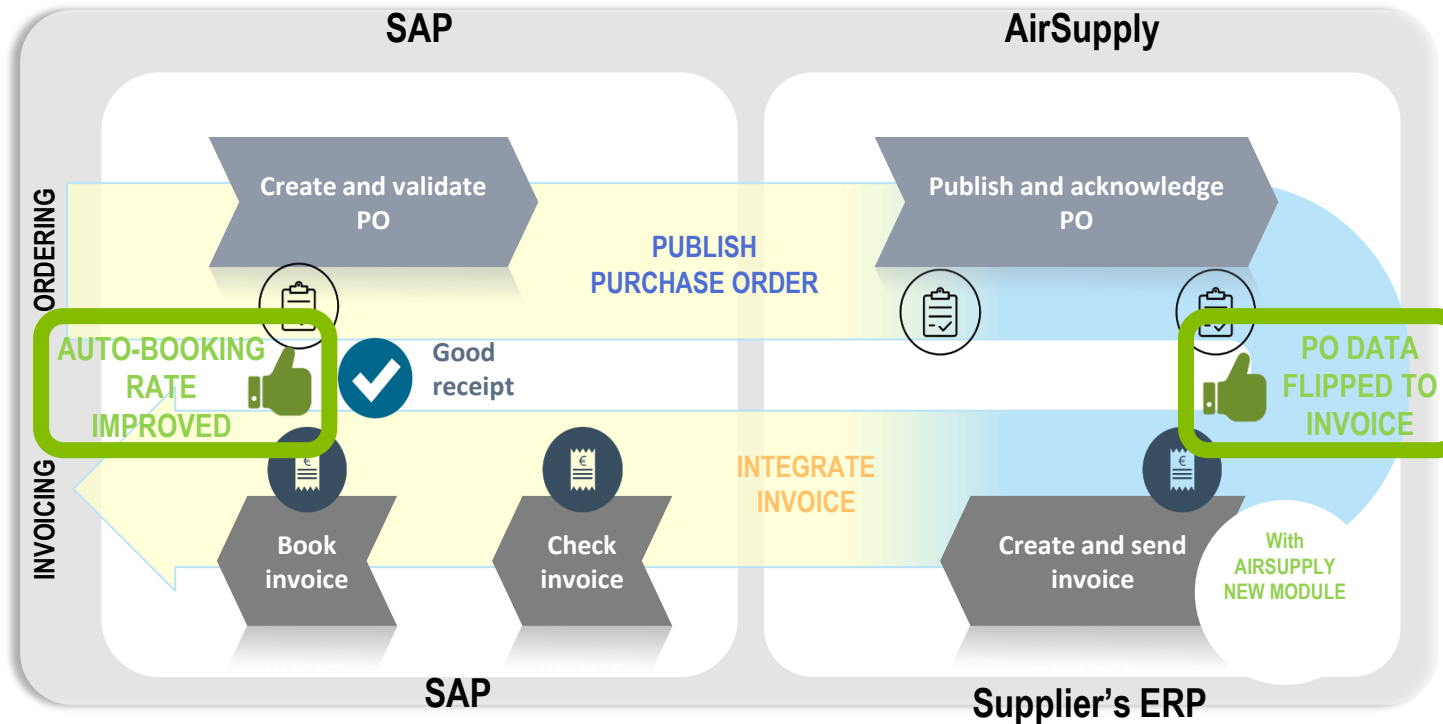 SAP
AirSupply
ORDERING
Create and validate
PO
Publish and acknowledge
PO
PUBLISH
PURCHASE ORDER
AUTO-BOOKING
RATE
IMPROVED
Good
receipt
PO DATA
FLIPPED TO
INVOICE
INVOICING
INTEGRATE
INVOICE
€
€
€
Book
invoice
Check
invoice
Create and send
invoice
With
AIRSUPPLY
NEW MODULE
SAP
Supplier's ERP